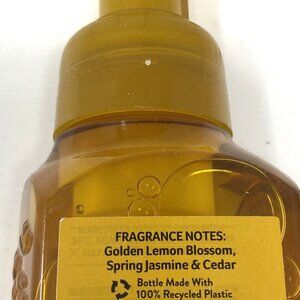 FRAGRANCE NOTES:
Golden Lemon Blossom,
Spring Jasmine & Cedar
Bottle Made With
100% Recycled Plastic